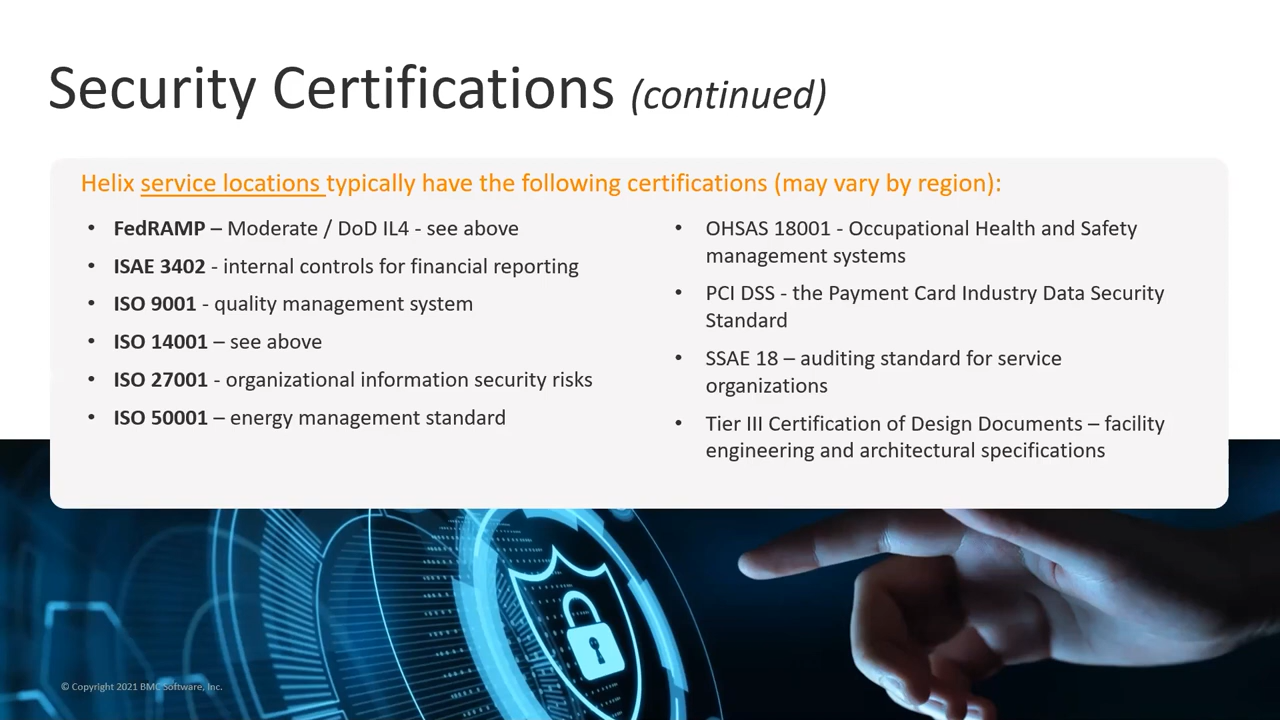 Security Certifications (continued)
Helix service locations typically have the following certifications (may vary by region):
• FedRAMP – Moderate / DoD IL4 - see above
• ISAE 3402 - internal controls for financial reporting
• ISO 9001 - quality management system
• ISO 14001 – see above
• ISO 27001 - organizational information security risks
• ISO 50001 – energy management standard
• OHSAS 18001 - Occupational Health and Safety
management systems
• PCI DSS - the Payment Card Industry Data Security
Standard
• SSAE 18 – auditing standard for service
organizations
• Tier III Certification of Design Documents – facility
engineering and architectural specifications
© Copyright 2021 BMC Software, Inc.